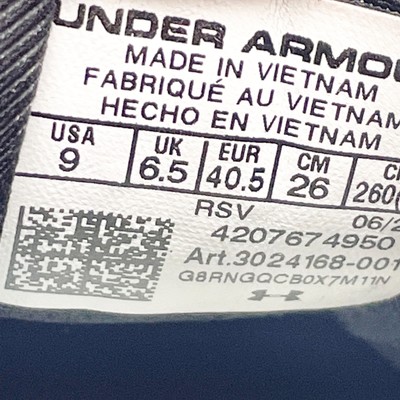 UNDER ARMOU
MADE IN VIETNAM
FABRIQUÉ AU VIETNAM
HECHO EN VIETNAM
USA UK EUR CM C
9 6.5 40.5 26 260(
RSV 06/2
4207674950
Art.3024168-001
G8RNGQCB0X7M11N